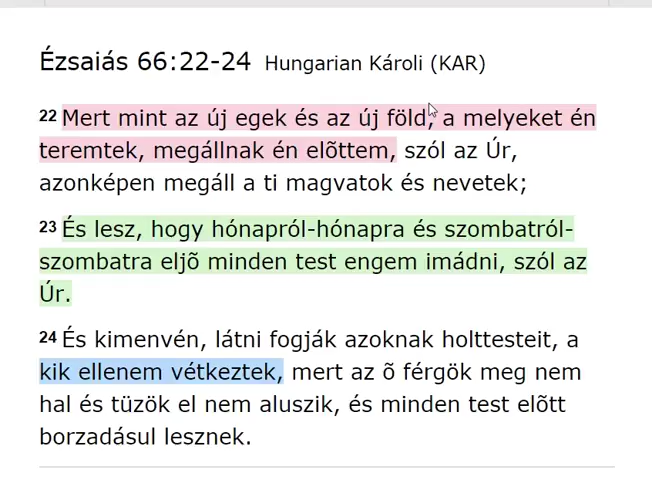 Ézsaiás 66:22-24 Hungarian Károli (KAR)
22 Mert mint az új egek és az új föld, a melyeket én
teremtek, megállnak én elõttem, szól az Úr,
azonképen megáll a ti magvatok és nevetek;
23 És lesz, hogy hónapról-hónapra és szombatról-
szombatra eljõ minden test engem imádni, szól az
Úr.
24 És kimenvén, látni fogják azoknak holttesteit, a
kik ellenem vétkeztek, mert az õ férgök meg nem
hal és tüzök el nem aluszik, és minden test elõtt
borzadásul lesznek.